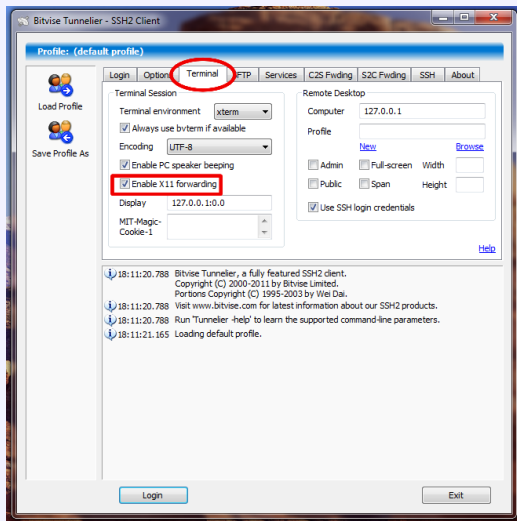 Bitvise Tunnelier - SSH2 Client
Profile: (default profile)
Load Profile
Save Profile As
Login Option Terminal FTP Services C2S Fwding S2C Fwding SSH About
Terminal Session
Terminal environment xterm
Always use bvterm if available
Encoding UTF-8
Enable PC speaker beeping
Enable X11 forwarding
Display 127.0.0.1:0.0
MIT-Magic-
Cookie-1
Remote Desktop
Computer 127.0.0.1
Profile
New Browse
Admin Full-screen Width
Public Span Height
Use SSH login credentials
Help
18:11:20.788 Bitvise Tunnelier, a fully featured SSH2 client.
Copyright (C) 2000-2011 by Bitvise Limited.
Portions Copyright (C) 1995-2003 by Wei Dai.
18:11:20.788 Visit www.bitvise.com for latest information about our SSH2 products.
18:11:20.788 Run 'Tunnelier -help' to learn the supported command-line parameters.
18:11:21.165 Loading default profile.
Login Exit